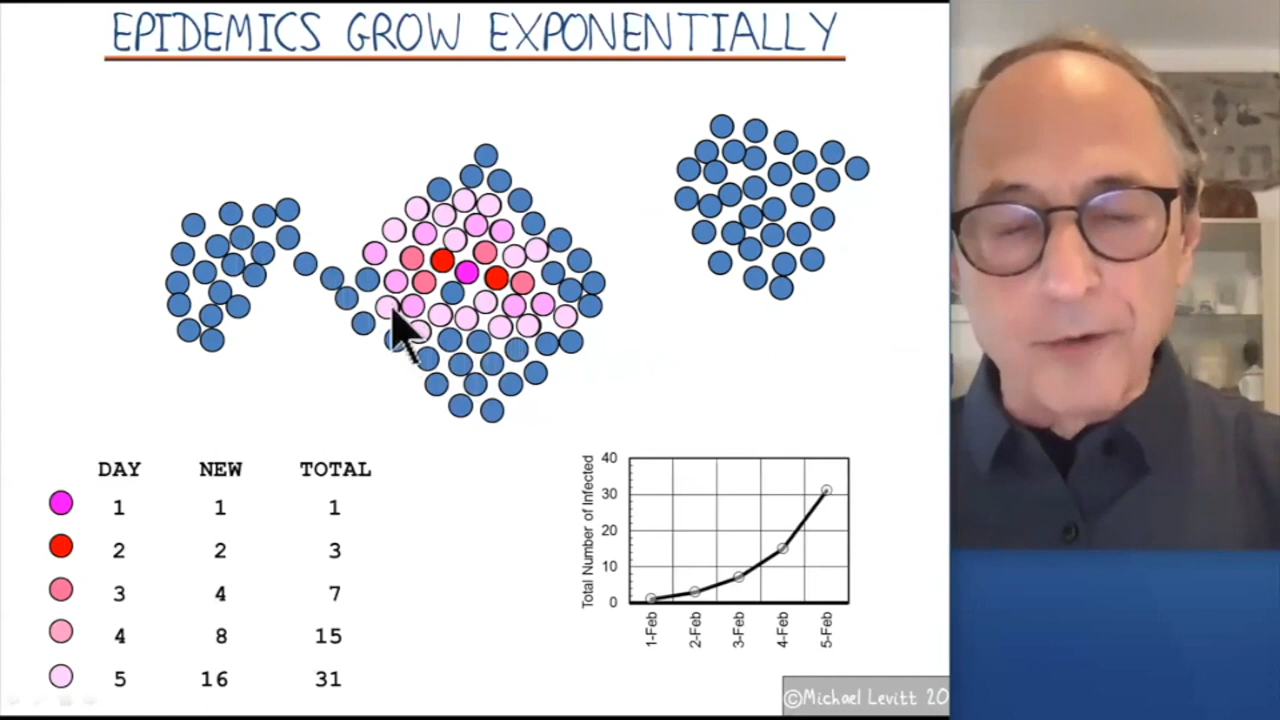 EPIDEMICS GROW EXPONENTIALLY
DAY NEW TOTAL
1 1 1
2 2 3
3 4 7
4 8 15
5 16 31
Total Number of Infected
40
30
20
10
0
1-Feb
2-Feb
3-Feb
4-Feb
5-Feb
©Michael Levitt 20